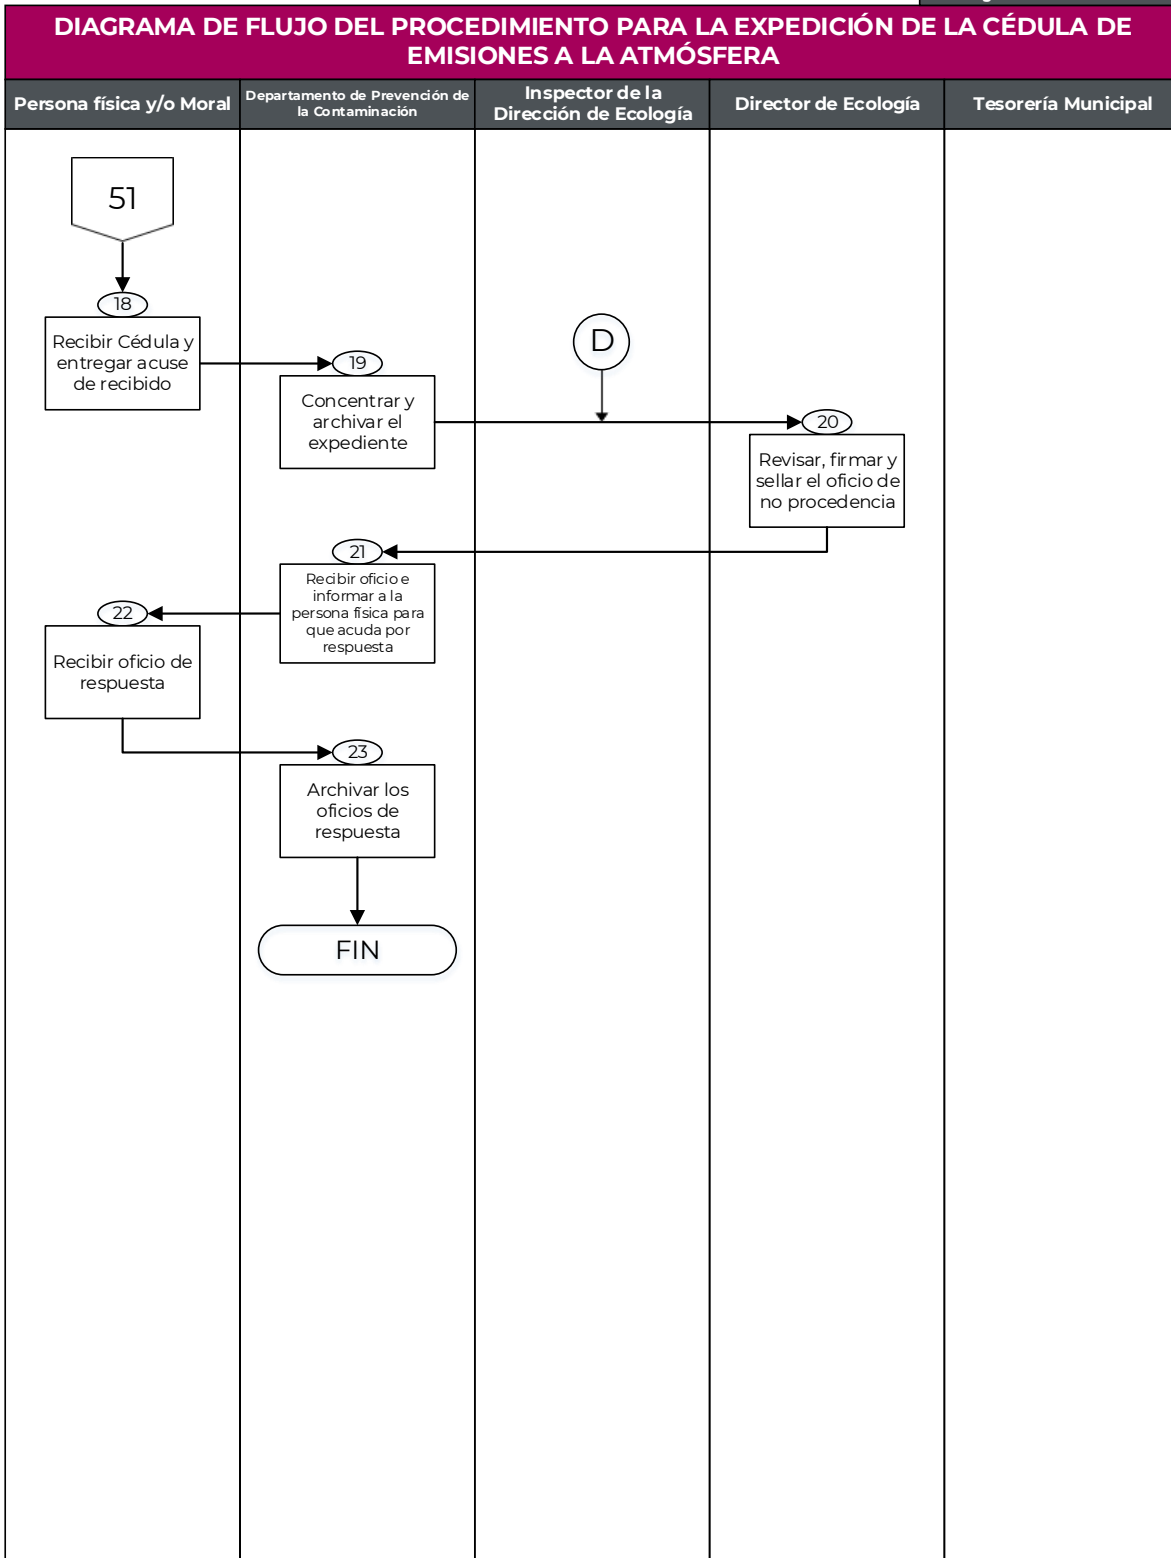 DIAGRAMA DE FLUJO DEL PROCEDIMIENTO PARA LA EXPEDICIÓN DE LA CÉDULA DE
EMISIONES A LA ATMÓSFERA
Persona física y/o Moral
Departamento de Prevención de
la Contaminación
Inspector de la
Dirección de Ecología
Director de Ecología
Tesorería Municipal
51
18
Recibir Cédula y
entregar acuse
de recibido
19
Concentrar y
archivar el
expediente
D
20
Revisar, firmar y
sellar el oficio de
no procedencia
21
Recibir oficio e
informar a la
persona física para
que acuda por
respuesta
22
Recibir oficio de
respuesta
23
Archivar los
oficios de
respuesta
FIN